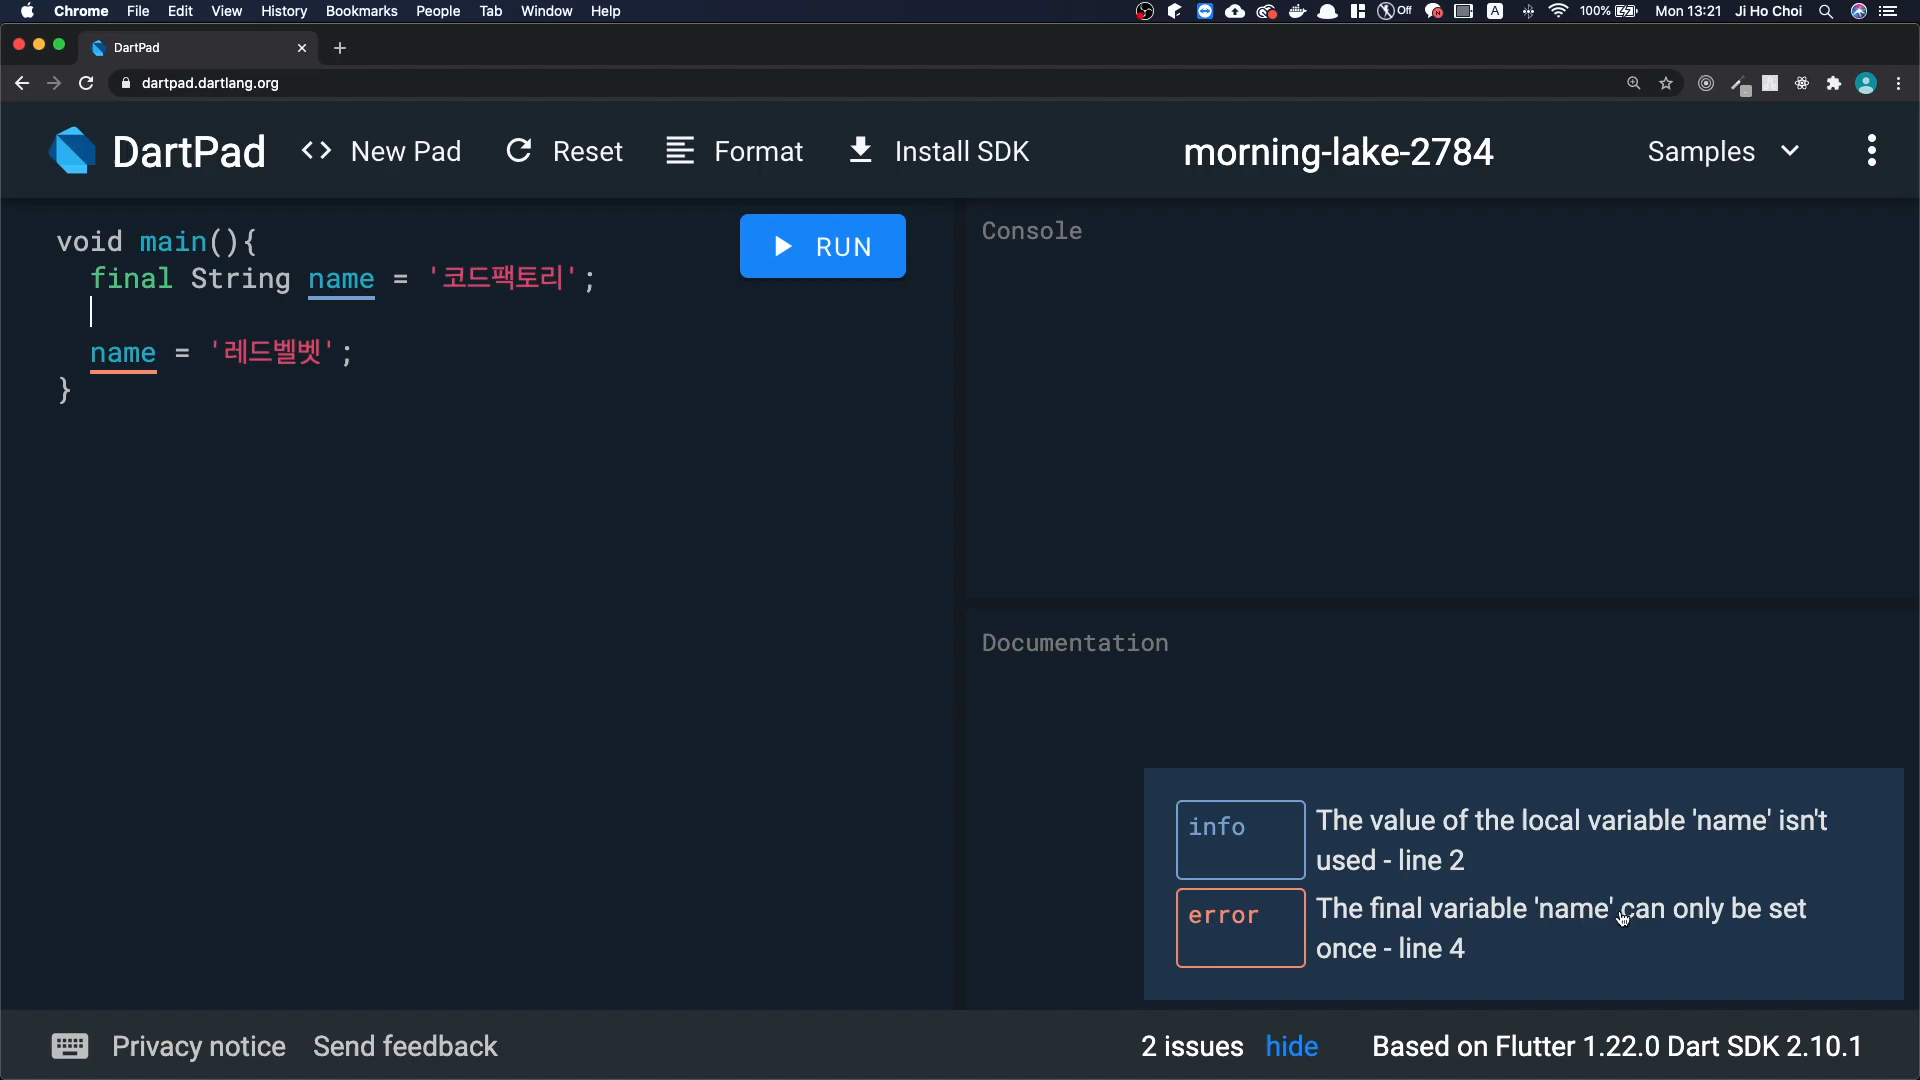 Chrome File Edit View History Bookmarks People Tab Window Help
Off 100% Mon 13:21 Ji Ho Choi
DartPad
dartpad.dartlang.org
DartPad <> New Pad Reset Format Install SDK morning-lake-2784 Samples
void main(){
final String name = '코드팩토리';
name = '레드벨벳';
}
RUN
Console
Documentation
info The value of the local variable 'name' isn't
used - line 2
error The final variable 'name' can only be set
once - line 4
Privacy notice Send feedback 2 issues hide Based on Flutter 1.22.0 Dart SDK 2.10.1